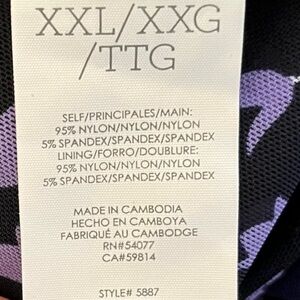 XXL/XXG
/TTG
SELF/PRINCIPALES/MAIN:
95% NYLON/NYLON/NYLON
5% SPANDEX/SPANDEX/SPANDEX
LINING/FORRO/DOUBLURE:
95% NYLON/NYLON/NYLON
5% SPANDEX/SPANDEX/SPANDEX
MADE IN CAMBODIA
HECHO EN CAMBOYA
FABRIQUÉ AU CAMBODGE
RN#54077
CA#59814
STYLE# 5887